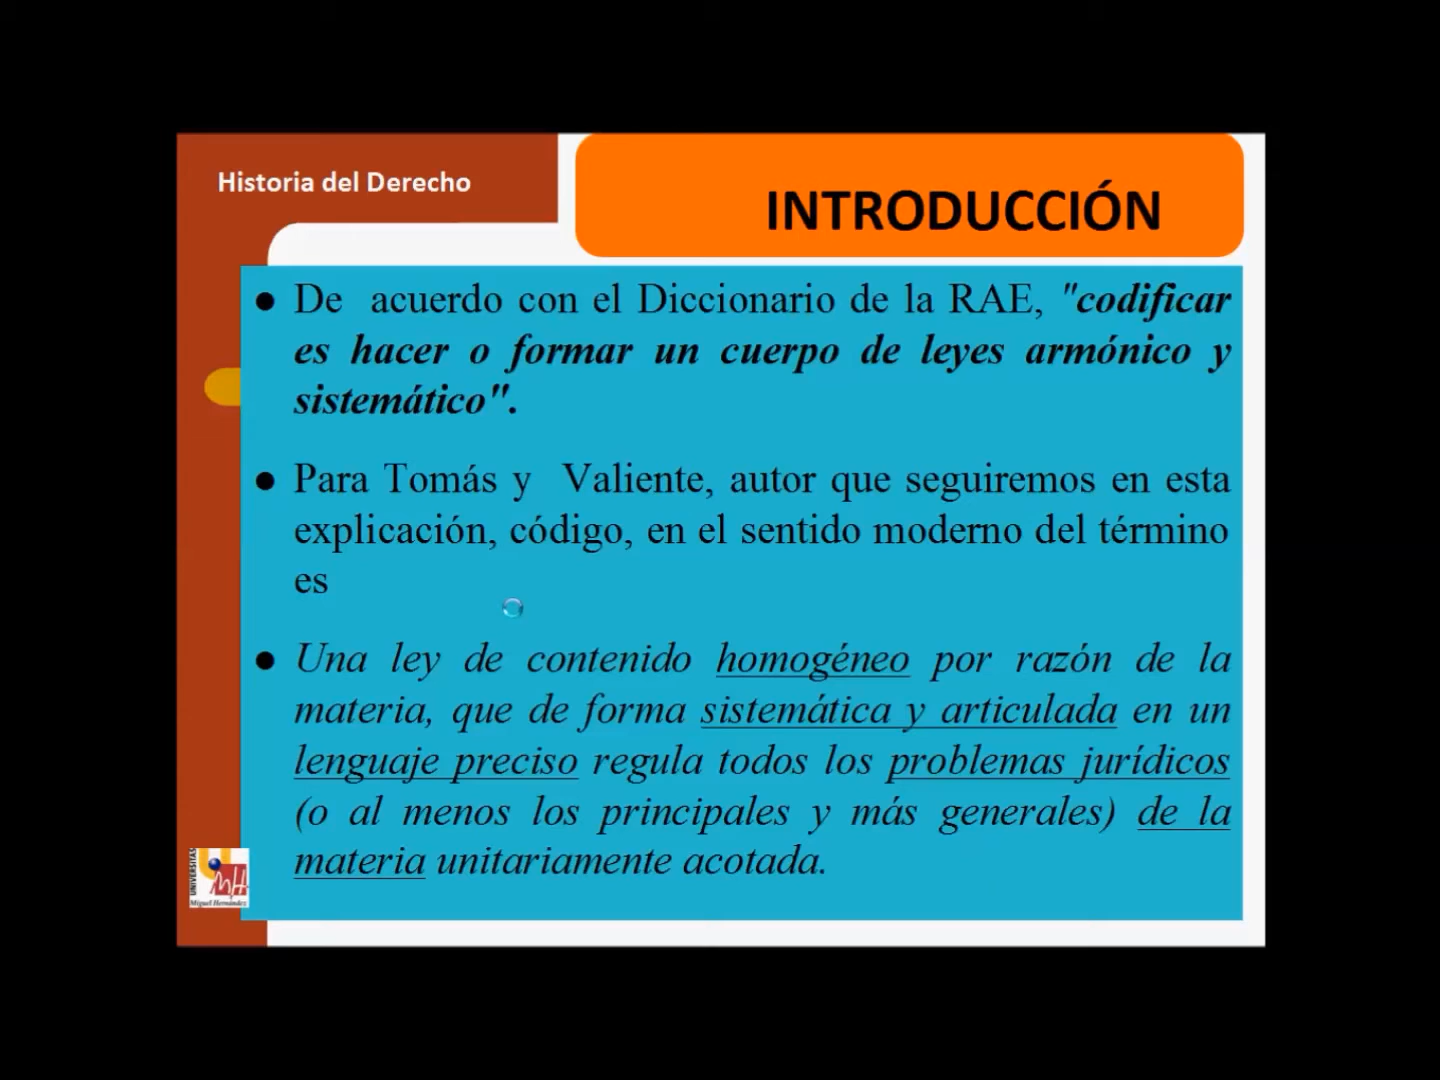 Historia del Derecho
INTRODUCCIÓN
● De acuerdo con el Diccionario de la RAE, "codificar
es hacer o formar un cuerpo de leyes armónico y
sistemático".
● Para Tomás y Valiente, autor que seguiremos en esta
explicación, código, en el sentido moderno del término
es
● Una ley de contenido homogéneo por razón de la
materia, que de forma sistemática y articulada en un
lenguaje preciso regula todos los problemas jurídicos
(o al menos los principales y más generales) de la
materia unitariamente acotada.
UNIVERSITAS
Miguel Hernández